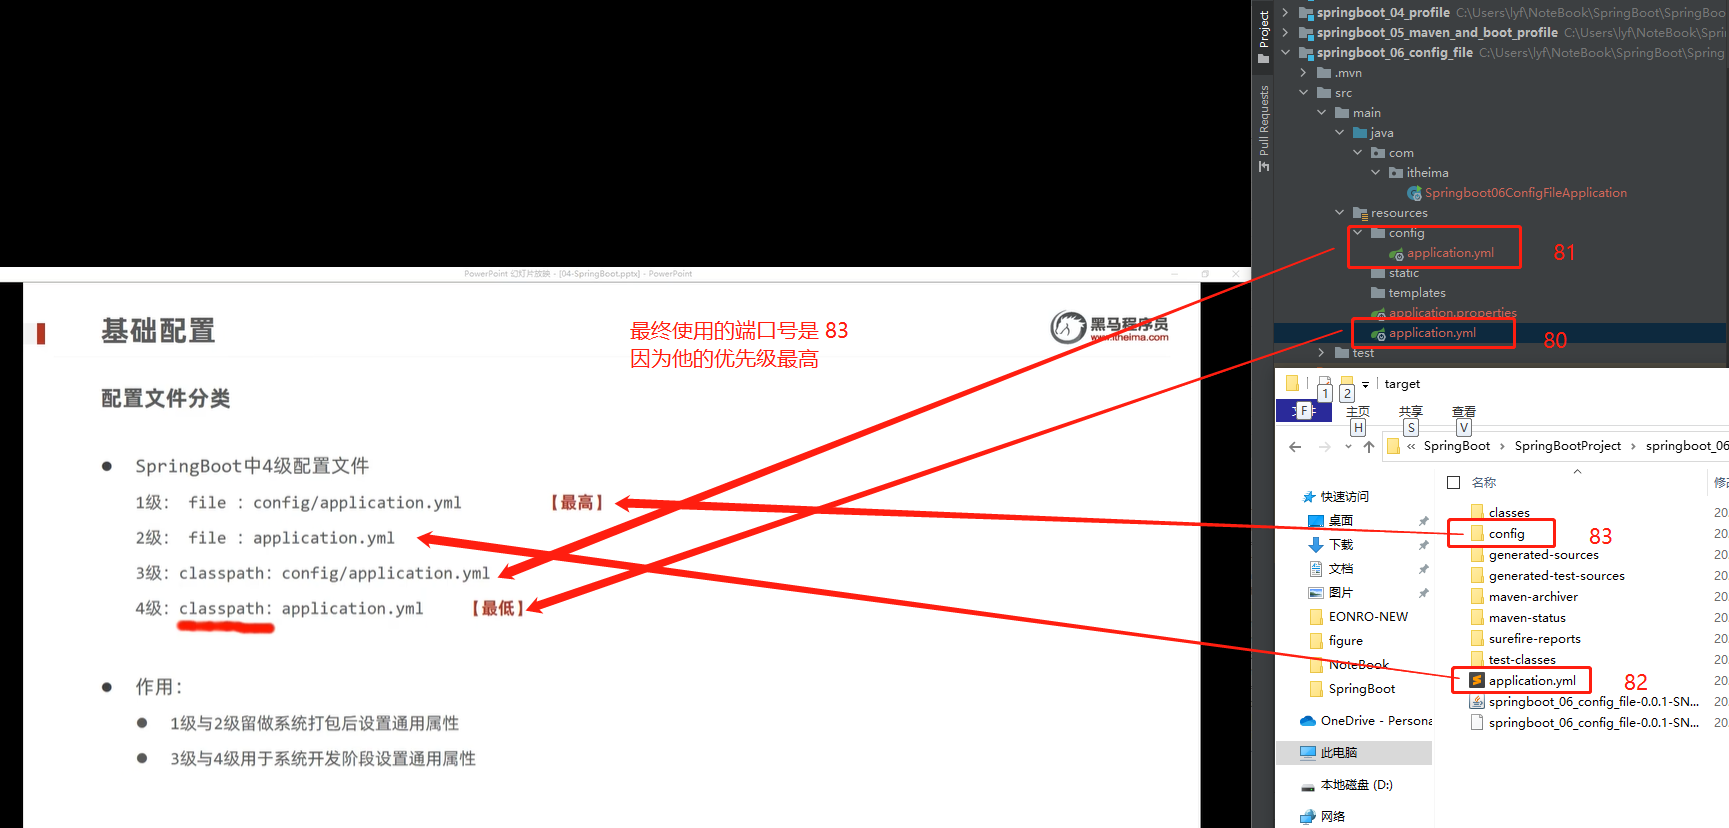 PowerPoint 幻灯片放映 - [04-SpringBoot.pptx] - PowerPoint
基础配置
黑马程序员
www.itheima.com
最终使用的端口号是 83
因为他的优先级最高
配置文件分类
SpringBoot中4级配置文件
1级： file ：config/application.yml 【最高】
2级： file ：application.yml
3级：classpath：config/application.yml
4级：classpath：application.yml 【最低】
作用：
1级与2级留做系统打包后设置通用属性
3级与4级用于系统开发阶段设置通用属性
Project
Pull Requests
springboot_04_profile C:\Users\lyf\NoteBook\SpringBoot\SpringBoo
springboot_05_maven_and_boot_profile C:\Users\lyf\NoteBook\Spri
springboot_06_config_file C:\Users\lyf\NoteBook\SpringBoot\Spring
.mvn
src
main
java
com
itheima
Springboot06ConfigFileApplication
resources
config
application.yml
81
static
templates
application.properties
application.yml
80
test
target
1
2
文件
F
主页
共享
查看
H
S
V
« SpringBoot › SpringBootProject › springboot_06
名称
修
快速访问
桌面
下载
文档
图片
EONRO-NEW
figure
NoteBook
SpringBoot
OneDrive - Persona
此电脑
本地磁盘 (D:)
网络
classes 20
config 20
83
generated-sources 20
generated-test-sources 20
maven-archiver 20
maven-status 20
surefire-reports 20
test-classes 20
application.yml 20
82
springboot_06_config_file-0.0.1-SN... 20
springboot_06_config_file-0.0.1-SN... 20